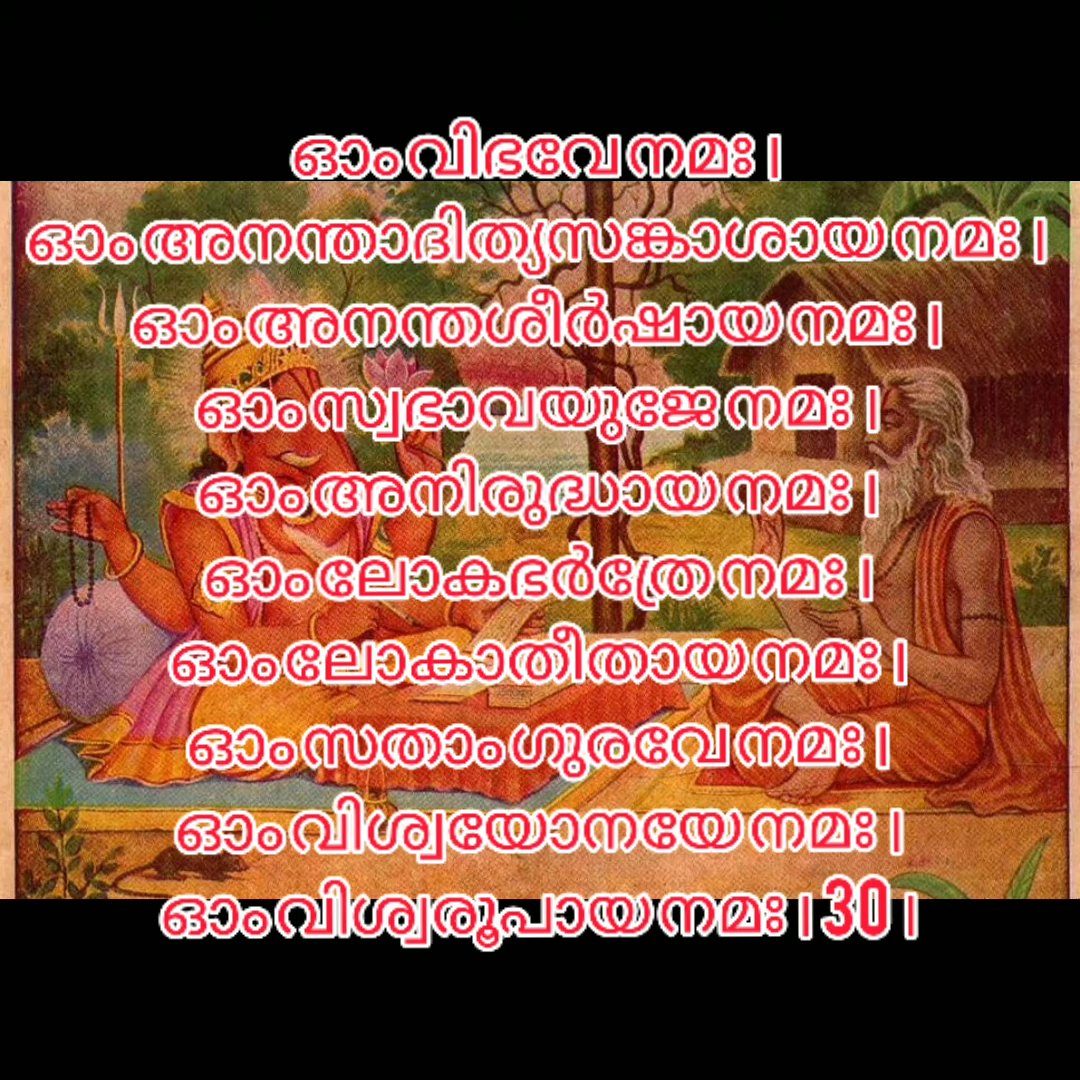 ഓം വിഭവേ നമഃ ।
ഓം അനന്താദിത്യസങ്കാശായ നമഃ ।
ഓം അനന്തശീർഷായ നമഃ ।
ഓം സ്വഭാവയുജേ നമഃ ।
ഓം അനിരുദ്ധായ നമഃ ।
ഓം ലോകഭർത്രേ നമഃ ।
ഓം ലോകാതീതായ നമഃ ।
ഓം സതാം ഗുരവേ നമഃ ।
ഓം വിശ്വയോനയേ നമഃ ।
ഓം വിശ്വരൂപായ നമഃ । 30 ।